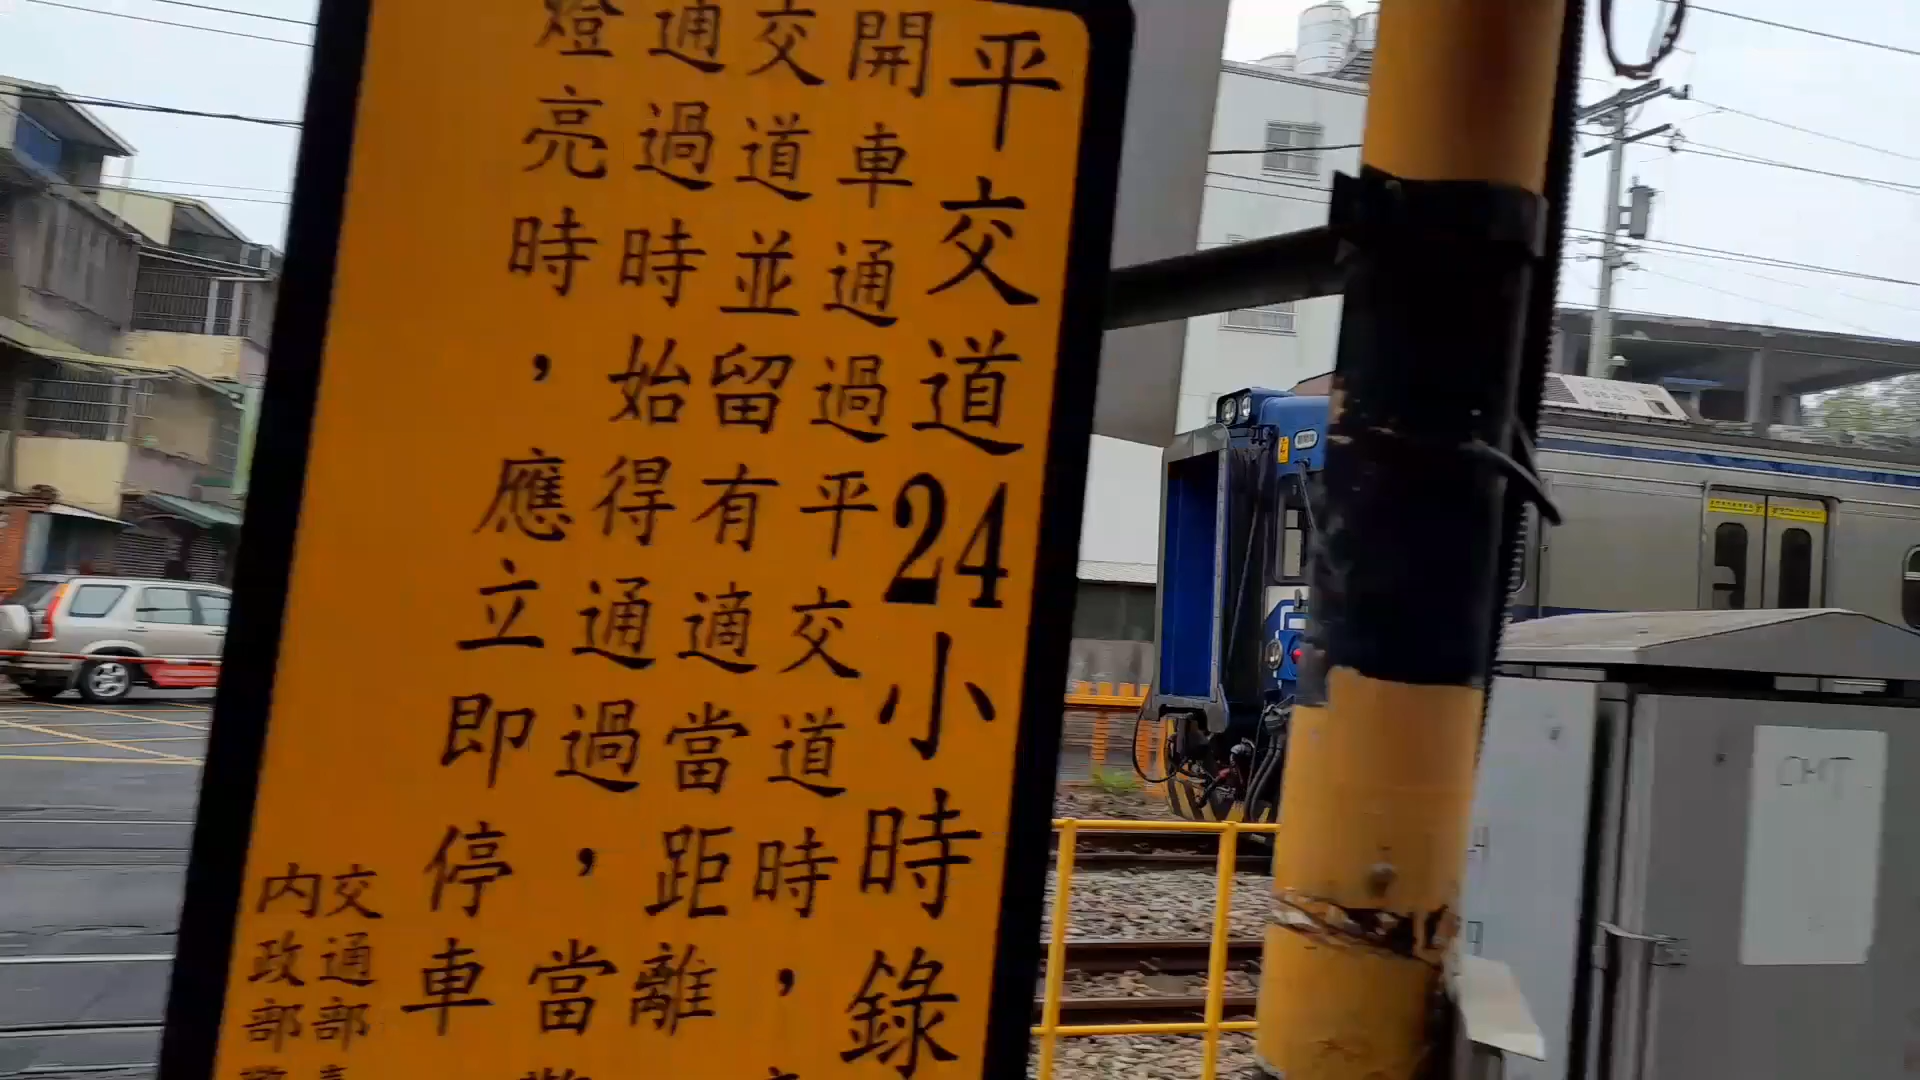 平交道24小時錄
開車通過平交道時，
交道並留有適當距離
通過時始得通過，當
燈亮時，應立即停車
交通部
內政部
CMT